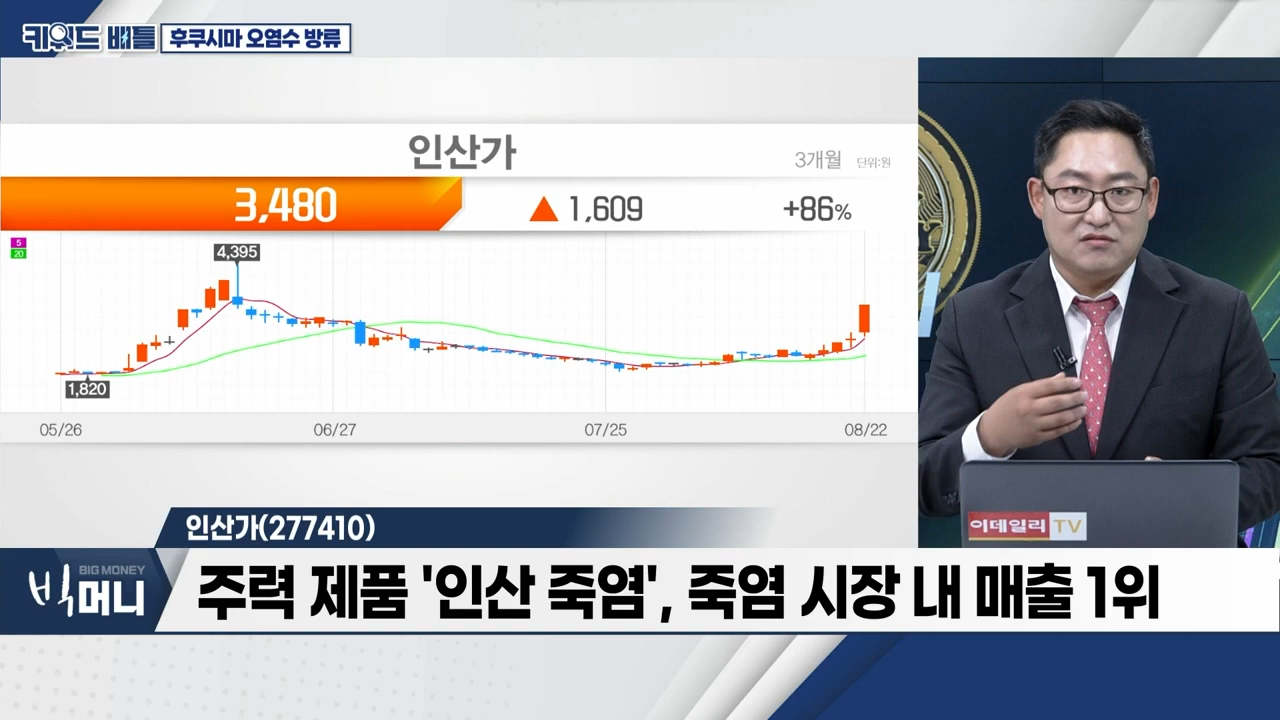 키워드 배틀 후쿠시마 오염수 방류
인산가
3개월 단위:원
3,480 ▲ 1,609 +86%
5
20
4,395
1,820
05/26 06/27 07/25 08/22
이데일리 TV
인산가(277410)
BIG MONEY
빅머니
주력 제품 '인산 죽염', 죽염 시장 내 매출 1위